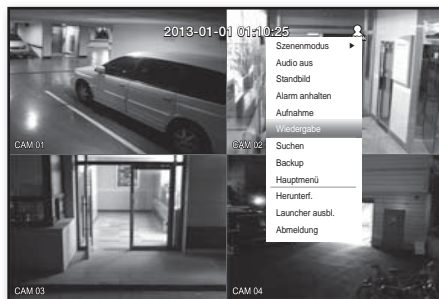 2013-01-01 01:10:25
Szenenmodus
Audio aus
Standbild
Alarm anhalten
Aufnahme
Wiedergabe
Suchen
Backup
Hauptmenü
Herunterf.
Launcher ausbl.
Abmeldung
CAM 01
CAM 02
CAM 03
CAM 04